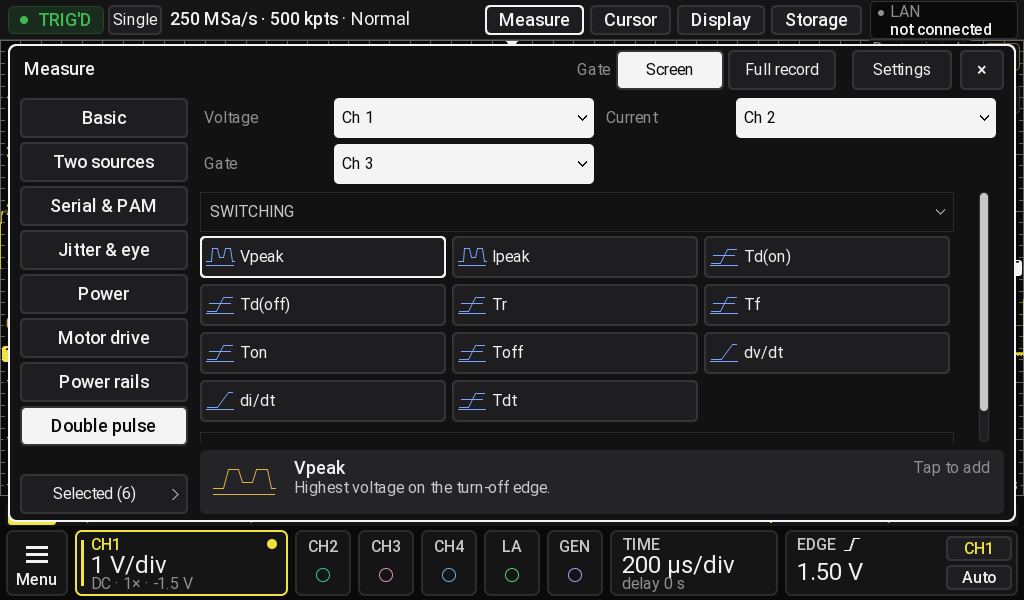 TRIG'D Single 250 MSa/s · 500 kpts · Normal Measure Cursor Display Storage LAN
not connected
Measure Gate Screen Full record Settings ×
Basic Voltage Ch 1 Current Ch 2
Two sources Gate Ch 3
Serial & PAM SWITCHING
Jitter & eye Vpeak Ipeak Td(on)
Power Td(off) Tr Tf
Motor drive Ton Toff dv/dt
Power rails di/dt Tdt
Double pulse
Vpeak Tap to add
Highest voltage on the turn-off edge.
Selected (6)
Menu
CH1
1 V/div
DC · 1× · -1.5 V
CH2 CH3 CH4 LA GEN
TIME
200 µs/div
delay 0 s
EDGE CH1
1.50 V Auto